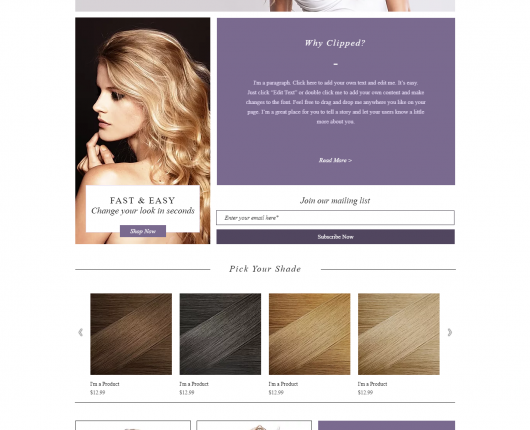 Why Clipped?
I'm a paragraph. Click here to add your own text and edit me. It's easy.
Just click "Edit Text" or double click me to add your own content and make
changes to the font. Feel free to drag and drop me anywhere you like on your
page. I'm a great place for you to tell a story and let your users know a little
more about you.
Read More >
FAST & EASY
Change your look in seconds
Shop Now
Join our mailing list
Enter your email here*
Subscribe Now
Pick Your Shade
I'm a Product
$12.99
I'm a Product
$12.99
I'm a Product
$12.99
I'm a Product
$12.99